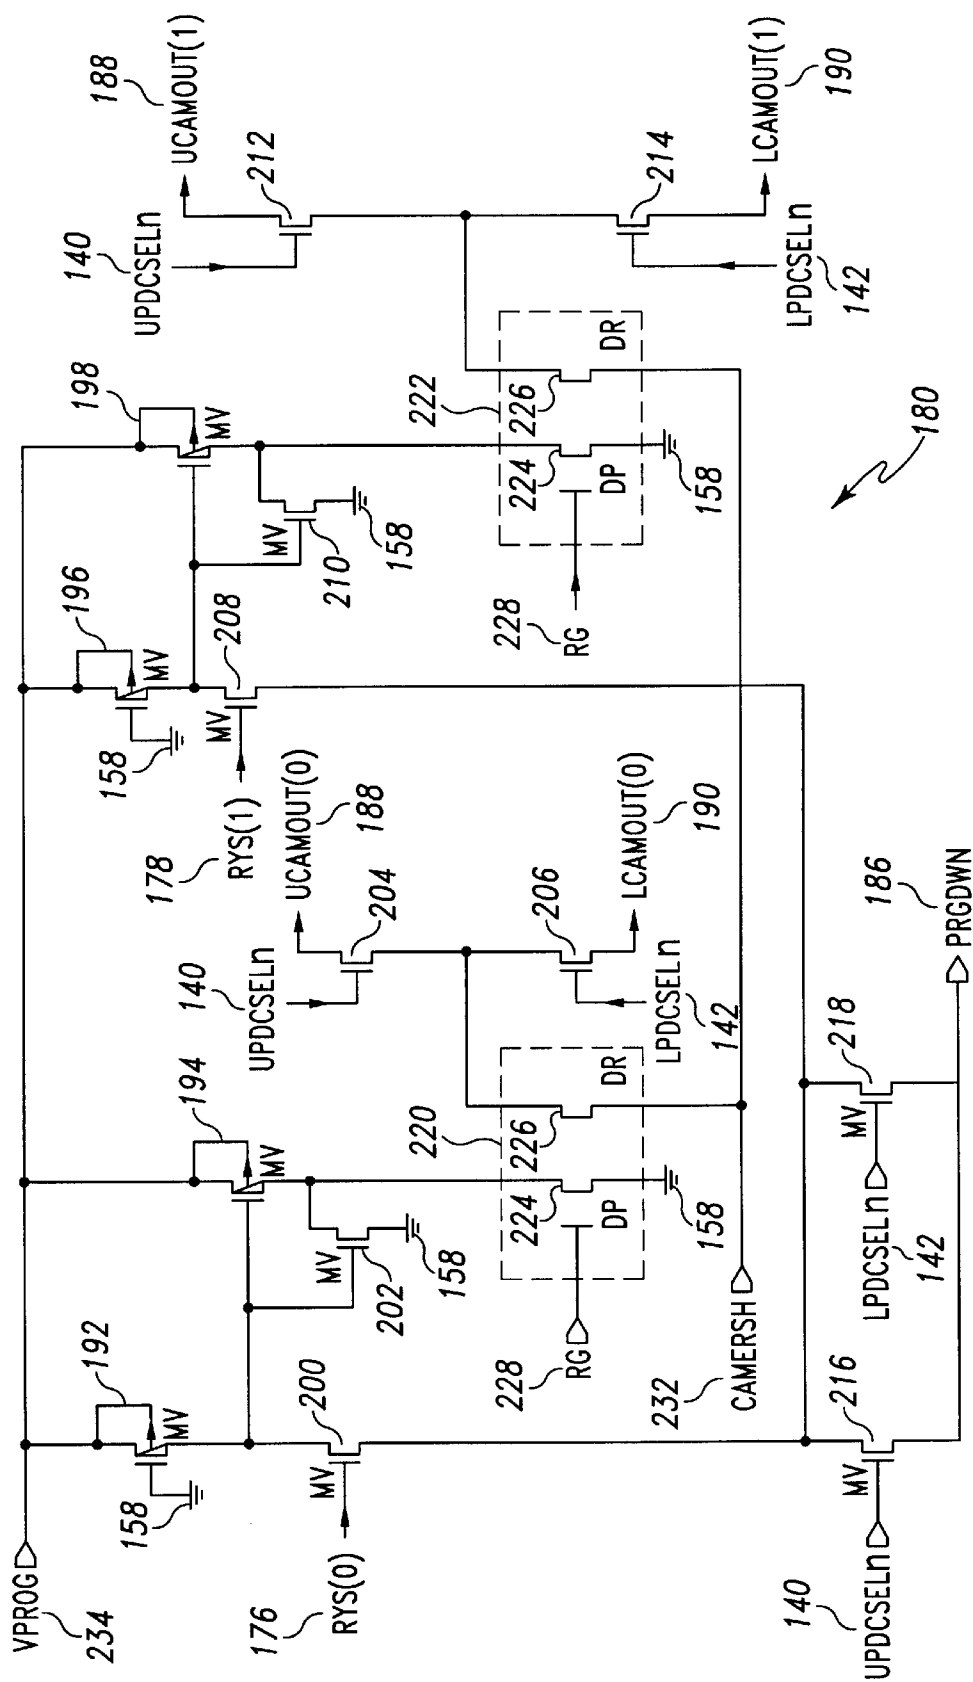 188
UCAMOUT(1)
212
140
UPDCSELn
214
LCAMOUT(1)
190
LPDCSELn
142
198
MV
222
226
DR
224
DP
158
MV
210
158
228
RG
180
196
MV
208
158
MV
178
RYS(1)
UCAMOUT(0)
188
204
140
UPDCSELn
206
LCAMOUT(0)
190
LPDCSELn
142
194
MV
220
226
DR
224
DP
158
MV
202
158
228
RG
232
CAMERSH
186
PRGDWN
218
MV
LPDCSELn
142
192
MV
200
158
MV
176
RYS(0)
216
MV
140
UPDCSELn
VPROG
234